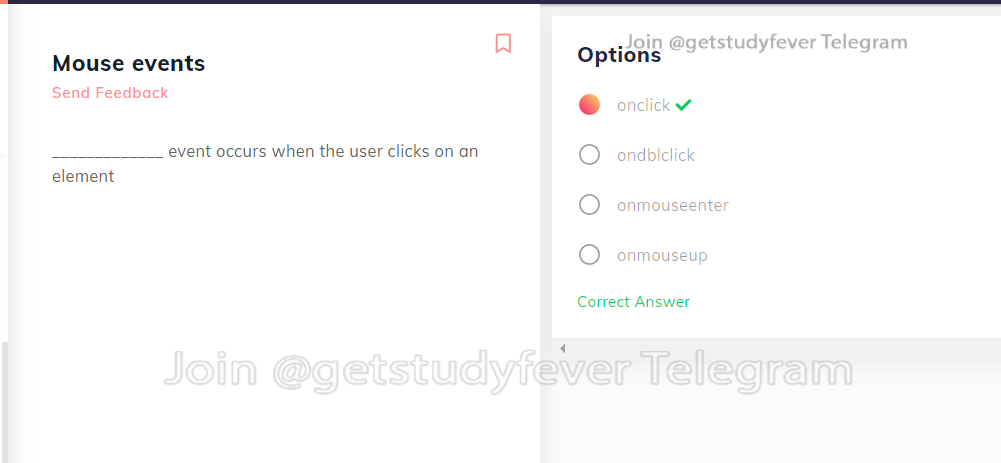 Mouse events
Send Feedback
_____________ event occurs when the user clicks on an
element
Join @getstudyfever Telegram
Options
onclick
ondblclick
onmouseenter
onmouseup
Correct Answer
Join @getstudyfever Telegram